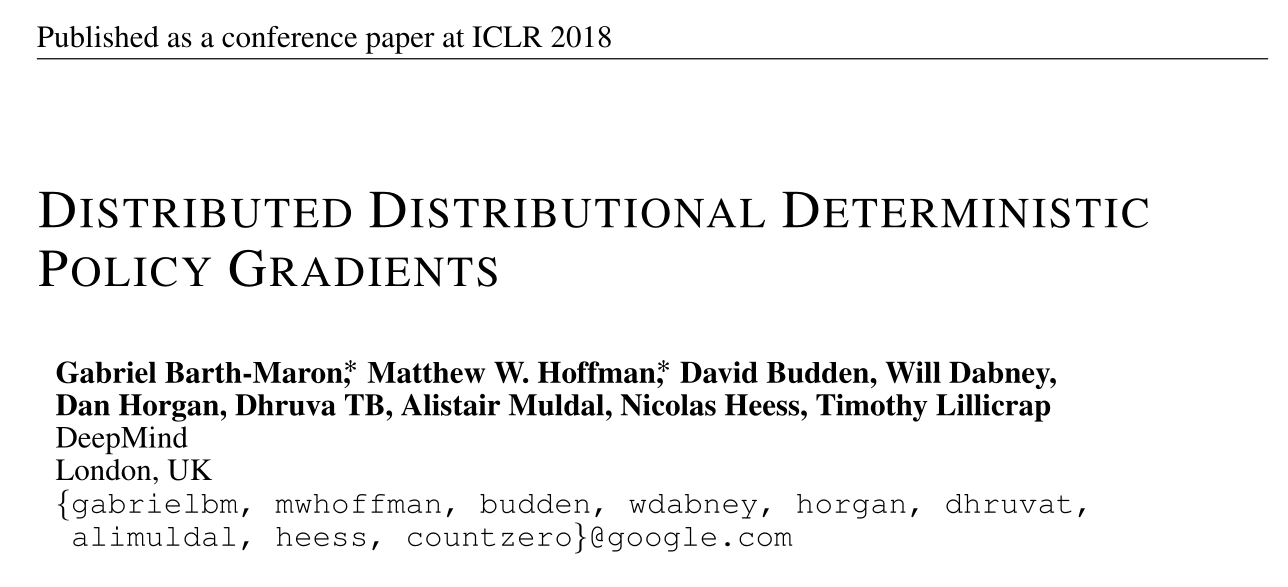 Published as a conference paper at ICLR 2018
DISTRIBUTED DISTRIBUTIONAL DETERMINISTIC
POLICY GRADIENTS
Gabriel Barth-Maron,* Matthew W. Hoffman,* David Budden, Will Dabney,
Dan Horgan, Dhruva TB, Alistair Muldal, Nicolas Heess, Timothy Lillicrap
DeepMind
London, UK
{gabrielbm, mwhoffman, budden, wdabney, horgan, dhruvat,
alimuldal, heess, countzero}@google.com